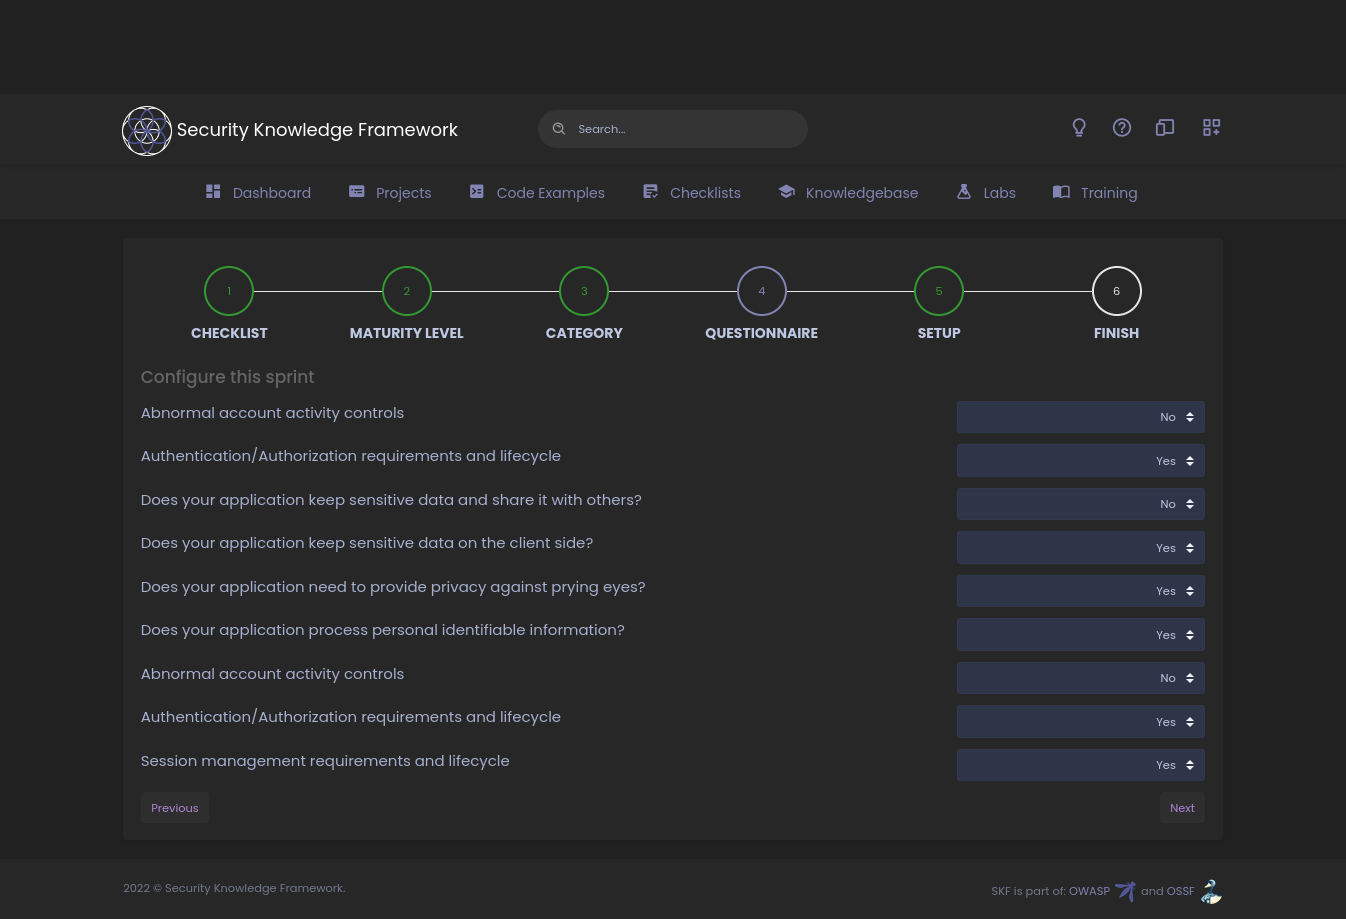 Security Knowledge Framework
Search...
Dashboard Projects Code Examples Checklists Knowledgebase Labs Training
1 2 3 4 5 6
CHECKLIST MATURITY LEVEL CATEGORY QUESTIONNAIRE SETUP FINISH
Configure this sprint
Abnormal account activity controls No
Authentication/Authorization requirements and lifecycle Yes
Does your application keep sensitive data and share it with others? No
Does your application keep sensitive data on the client side? Yes
Does your application need to provide privacy against prying eyes? Yes
Does your application process personal identifiable information? Yes
Abnormal account activity controls No
Authentication/Authorization requirements and lifecycle Yes
Session management requirements and lifecycle Yes
Previous Next
2022 © Security Knowledge Framework. SKF is part of: OWASP and OSSF